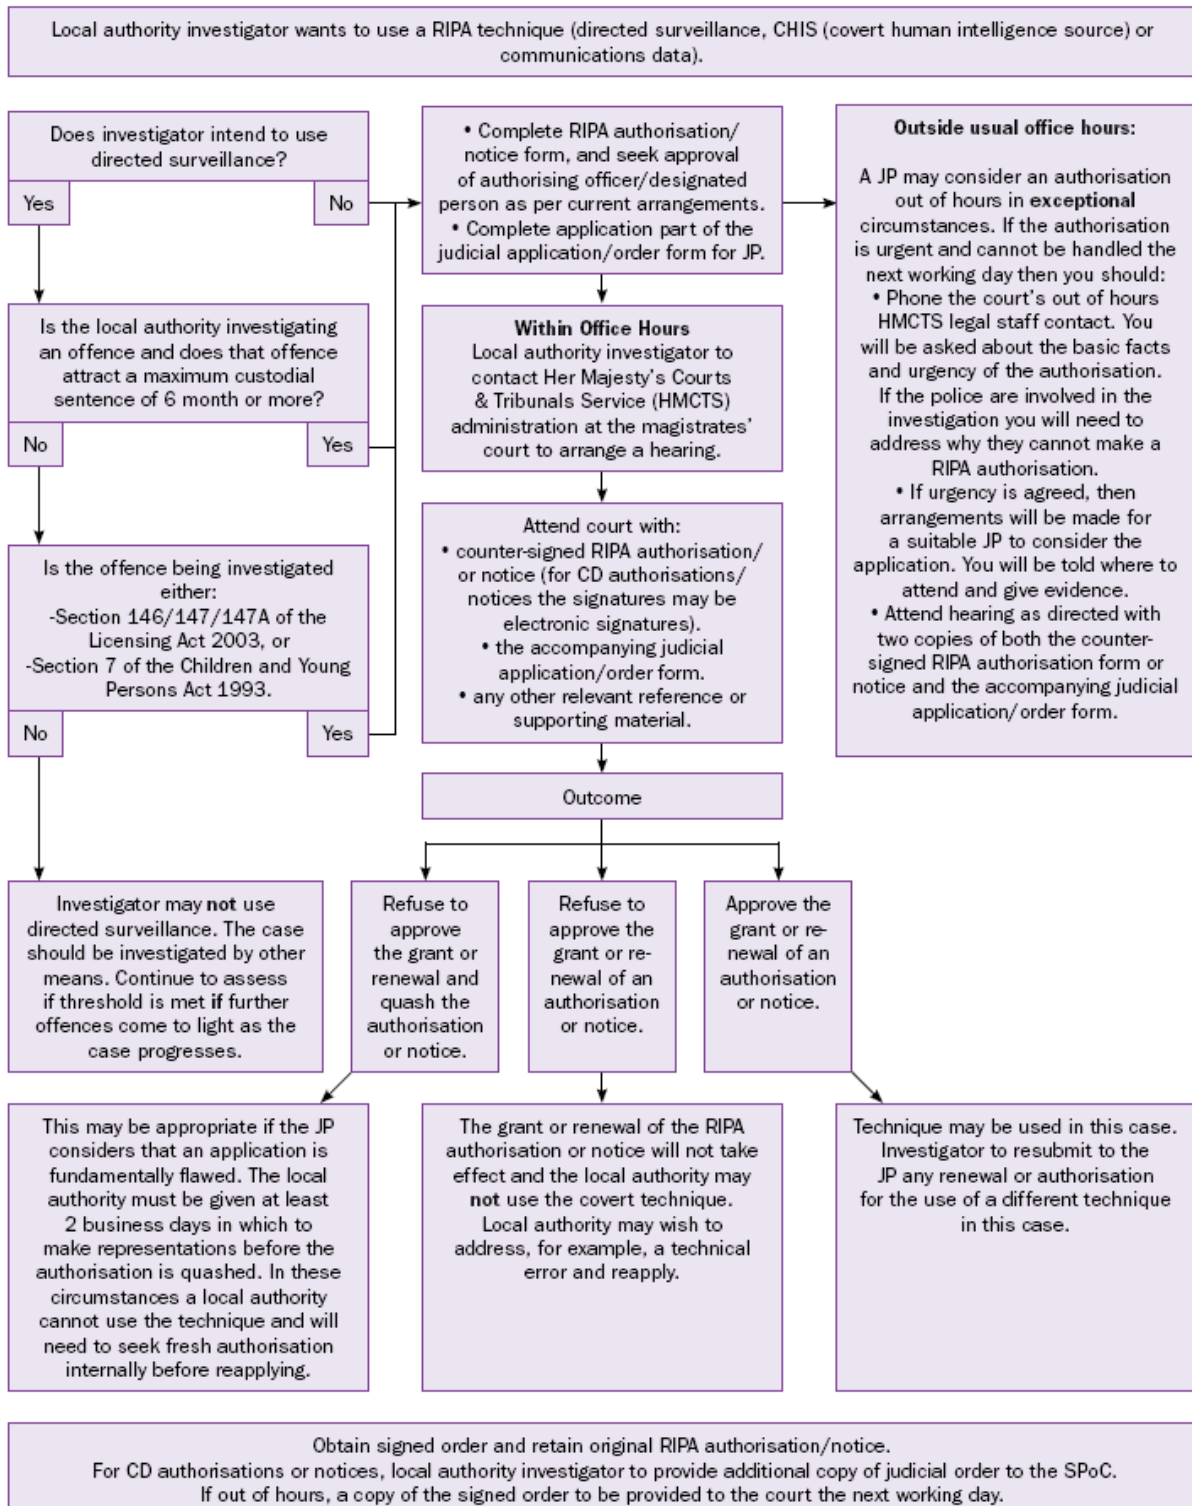 Local authority investigator wants to use a RIPA technique (directed surveillance, CHIS (covert human intelligence source) or
communications data).
Does investigator intend to use
directed surveillance?
Yes
No
Is the local authority investigating
an offence and does that offence
attract a maximum custodial
sentence of 6 month or more?
No
Yes
Is the offence being investigated
either:
-Section 146/147/147A of the
Licensing Act 2003, or
-Section 7 of the Children and Young
Persons Act 1993.
No
Yes
• Complete RIPA authorisation/
notice form, and seek approval
of authorising officer/designated
person as per current arrangements.
• Complete application part of the
judicial application/order form for JP.
Within Office Hours
Local authority investigator to
contact Her Majesty's Courts
& Tribunals Service (HMCTS)
administration at the magistrates'
court to arrange a hearing.
Attend court with:
• counter-signed RIPA authorisation/
or notice (for CD authorisations/
notices the signatures may be
electronic signatures).
• the accompanying judicial
application/order form.
• any other relevant reference or
supporting material.
Outside usual office hours:
A JP may consider an authorisation
out of hours in exceptional
circumstances. If the authorisation
is urgent and cannot be handled the
next working day then you should:
• Phone the court's out of hours
HMCTS legal staff contact. You
will be asked about the basic facts
and urgency of the authorisation.
If the police are involved in the
investigation you will need to
address why they cannot make a
RIPA authorisation.
• If urgency is agreed, then
arrangements will be made for
a suitable JP to consider the
application. You will be told where to
attend and give evidence.
• Attend hearing as directed with
two copies of both the counter-
signed RIPA authorisation form or
notice and the accompanying judicial
application/order form.
Outcome
Investigator may not use
directed surveillance. The case
should be investigated by other
means. Continue to assess
if threshold is met if further
offences come to light as the
case progresses.
Refuse to
approve
the grant or
renewal and
quash the
authorisation
or notice.
Refuse to
approve the
grant or re-
newal of an
authorisation
or notice.
Approve the
grant or re-
newal of an
authorisation
or notice.
This may be appropriate if the JP
considers that an application is
fundamentally flawed. The local
authority must be given at least
2 business days in which to
make representations before the
authorisation is quashed. In these
circumstances a local authority
cannot use the technique and will
need to seek fresh authorisation
internally before reapplying.
The grant or renewal of the RIPA
authorisation or notice will not take
effect and the local authority may
not use the covert technique.
Local authority may wish to
address, for example, a technical
error and reapply.
Technique may be used in this case.
Investigator to resubmit to the
JP any renewal or authorisation
for the use of a different technique
in this case.
Obtain signed order and retain original RIPA authorisation/notice.
For CD authorisations or notices, local authority investigator to provide additional copy of judicial order to the SPoC.
If out of hours, a copy of the signed order to be provided to the court the next working day.